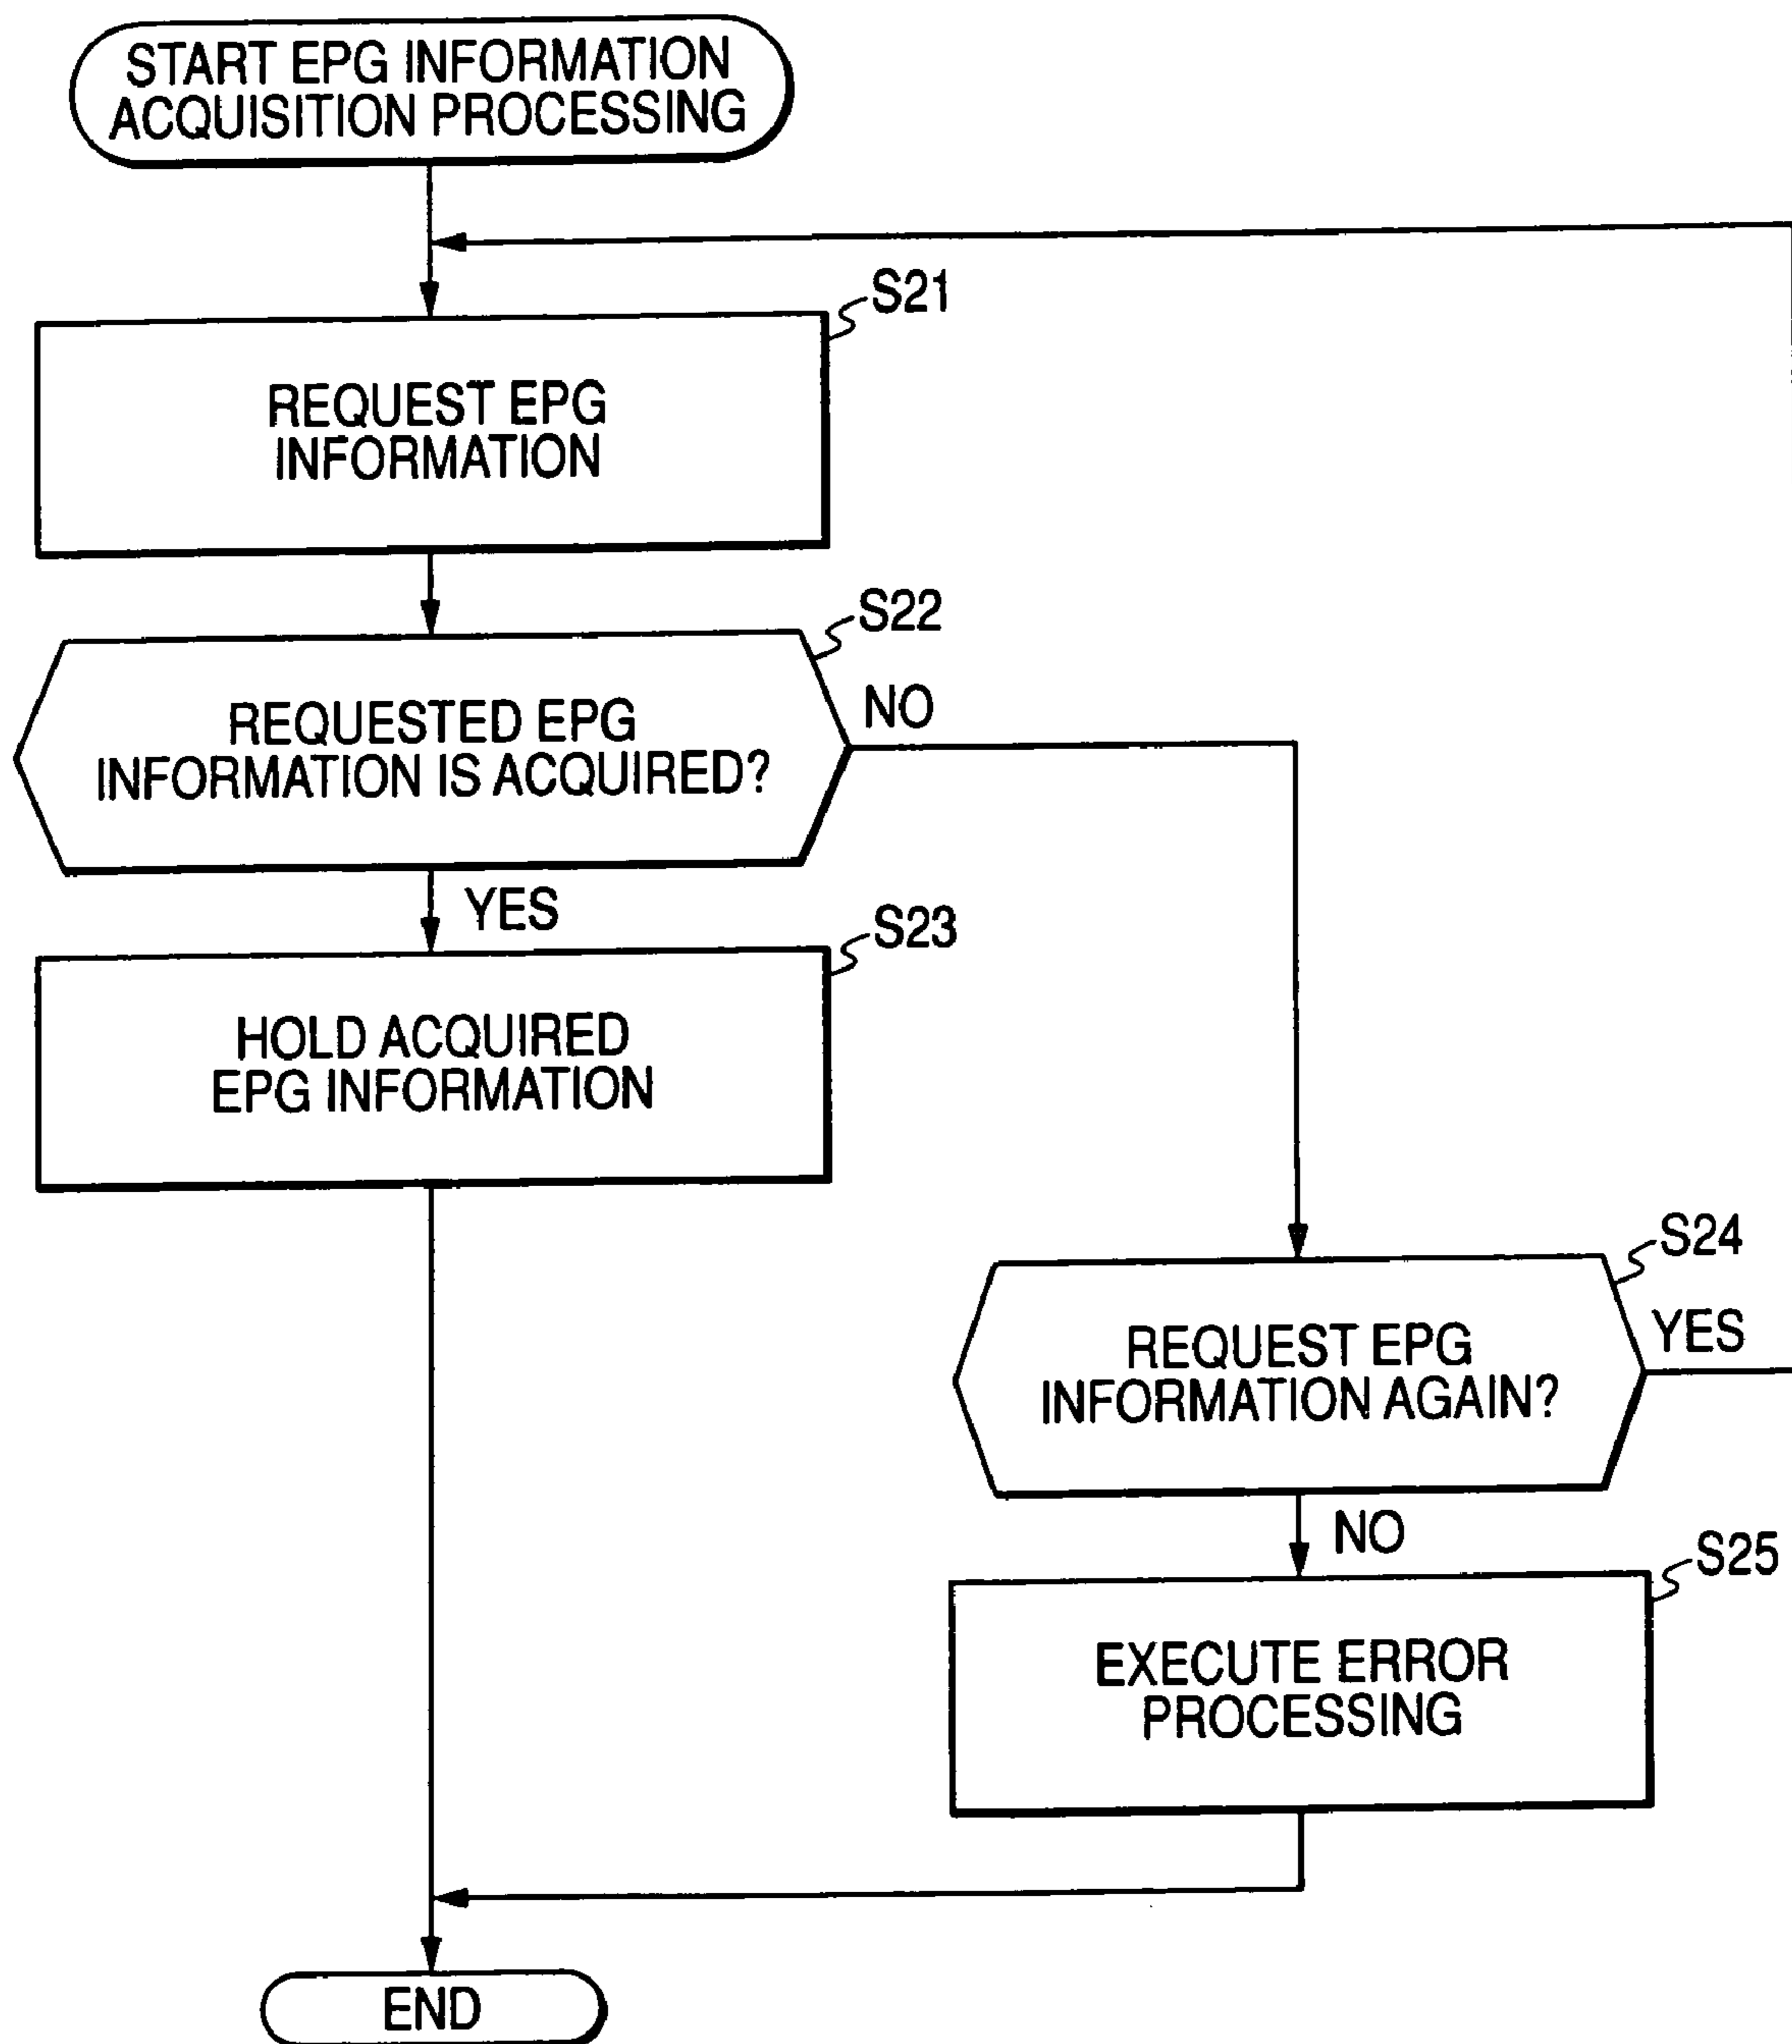 START EPG INFORMATION
ACQUISITION PROCESSING
S21
REQUEST EPG
INFORMATION
S22
REQUESTED EPG
INFORMATION IS ACQUIRED?
NO
YES
S23
HOLD ACQUIRED
EPG INFORMATION
S24
REQUEST EPG
INFORMATION AGAIN?
YES
NO
S25
EXECUTE ERROR
PROCESSING
END